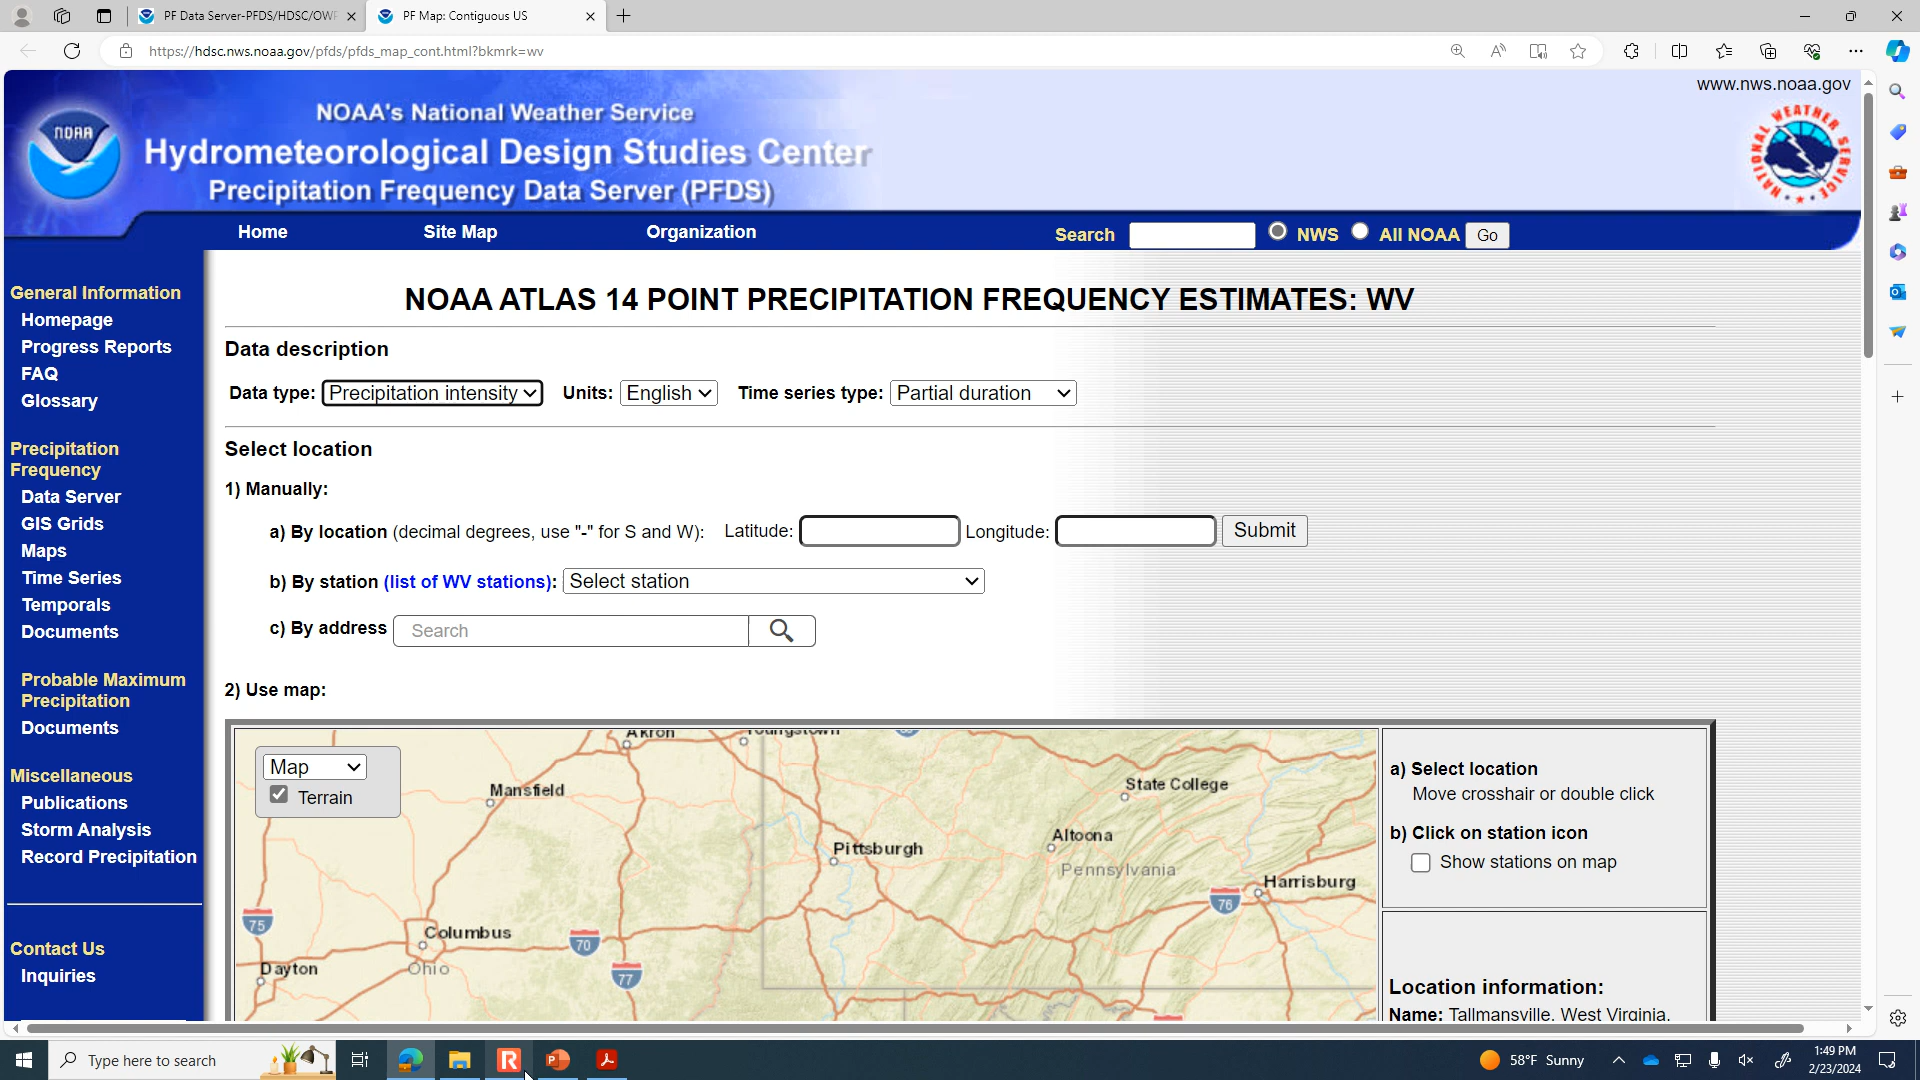 PF Data Server-PFDS/HDSC/OWP
PF Map: Contiguous US
https://hdsc.nws.noaa.gov/pfds/pfds_map_cont.html?bkmrk=wv
www.nws.noaa.gov
NOAA
NOAA's National Weather Service
Hydrometeorological Design Studies Center
Precipitation Frequency Data Server (PFDS)
NATIONAL WEATHER SERVICE
Home Site Map Organization Search NWS All NOAA Go
General Information
Homepage
Progress Reports
FAQ
Glossary
Precipitation
Frequency
Data Server
GIS Grids
Maps
Time Series
Temporals
Documents
Probable Maximum
Precipitation
Documents
Miscellaneous
Publications
Storm Analysis
Record Precipitation
Contact Us
Inquiries
NOAA ATLAS 14 POINT PRECIPITATION FREQUENCY ESTIMATES: WV
Data description
Data type: Precipitation intensity Units: English Time series type: Partial duration
Select location
1) Manually:
a) By location (decimal degrees, use "-" for S and W): Latitude: Longitude: Submit
b) By station (list of WV stations): Select station
c) By address Search
2) Use map:
Map
Terrain
Akron
Youngstown
Mansfield
State College
Altoona
Pittsburgh
Pennsylvania
Harrisburg
76
75
Columbus
70
Dayton
Ohio
77
a) Select location
Move crosshair or double click
b) Click on station icon
Show stations on map
Location information:
Name: Tallmansville, West Virginia,
Type here to search
58°F Sunny
1:49 PM
2/23/2024